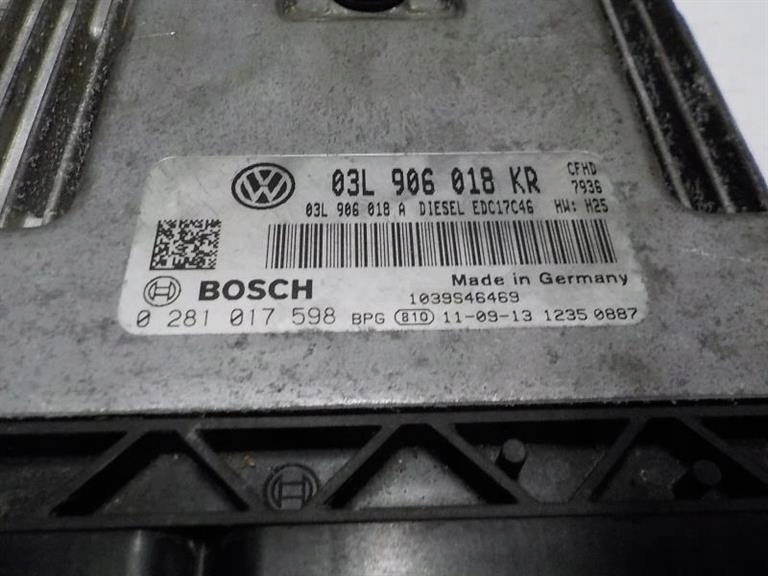 03L 906 018 KR CFHD
7936
03L 906 018 A DIESEL EDC17C46 HW: H25
Made in Germany
BOSCH 1039S46469
0 281 017 598 BPG 810 11-09-13 1235 0887